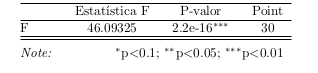 Estatística F P-valor Point
F 46.09325 2.2e-16*** 30
Note: *p<0.1; **p<0.05; ***p<0.01